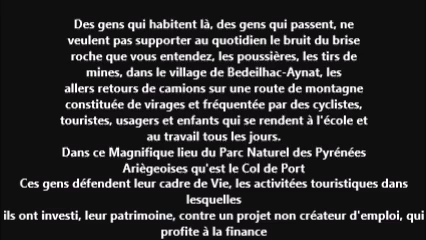 Des gens qui habitent là, des gens qui passent, ne
veulent pas supporter au quotidien le bruit du brise
roche que vous entendez, les poussières, les tirs de
mines, dans le village de Bedeilhac-Aynat, les
allers retours de camions sur une route de montagne
constituée de virages et fréquentée par des cyclistes,
touristes, usagers et enfants qui se rendent à l'école et
au travail tous les jours.
Dans ce Magnifique lieu du Parc Naturel des Pyrénées
Ariègeoises qu'est le Col de Port
Ces gens défendent leur cadre de Vie, les activitées touristiques dans
lesquelles
ils ont investi, leur patrimoine, contre un projet non créateur d'emploi, qui
profite à la finance